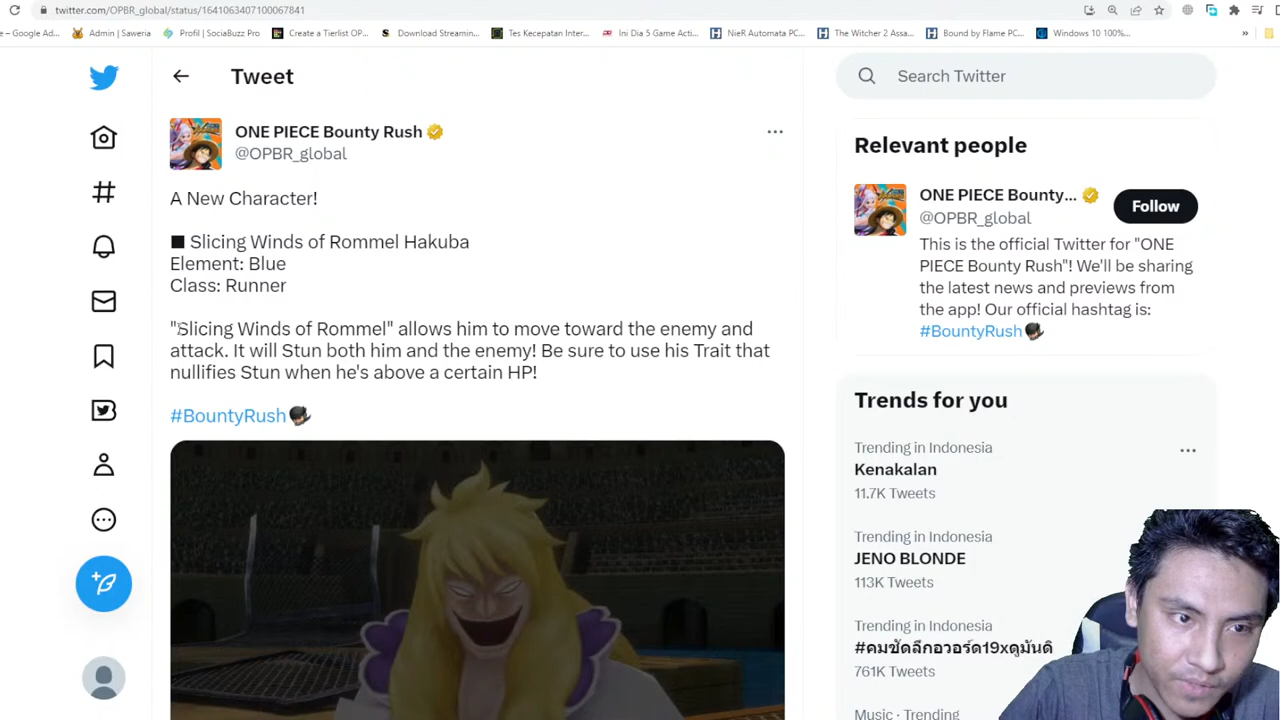 twitter.com/OPBR_global/status/1641063407100067841
e – Google Ad...
Admin | Saweria
Profil | SociaBuzz Pro
Create a Tierlist OP...
Download Streamin...
Tes Kecepatan Inter...
Ini Dia 5 Game Acti...
NieR Automata PC...
The Witcher 2 Assa...
Bound by Flame PC...
Windows 10 100%...
»
Tweet
Search Twitter
ONE PIECE Bounty Rush
@OPBR_global
A New Character!
■ Slicing Winds of Rommel Hakuba
Element: Blue
Class: Runner
"Slicing Winds of Rommel" allows him to move toward the enemy and
attack. It will Stun both him and the enemy! Be sure to use his Trait that
nullifies Stun when he's above a certain HP!
#BountyRush
Relevant people
ONE PIECE Bounty...
@OPBR_global
Follow
This is the official Twitter for "ONE
PIECE Bounty Rush"! We'll be sharing
the latest news and previews from
the app! Our official hashtag is:
#BountyRush
Trends for you
Trending in Indonesia
Kenakalan
11.7K Tweets
Trending in Indonesia
JENO BLONDE
113K Tweets
Trending in Indonesia
#คมชัดลึกอวอร์ด19xตูมันดิ
761K Tweets
Music · Trending